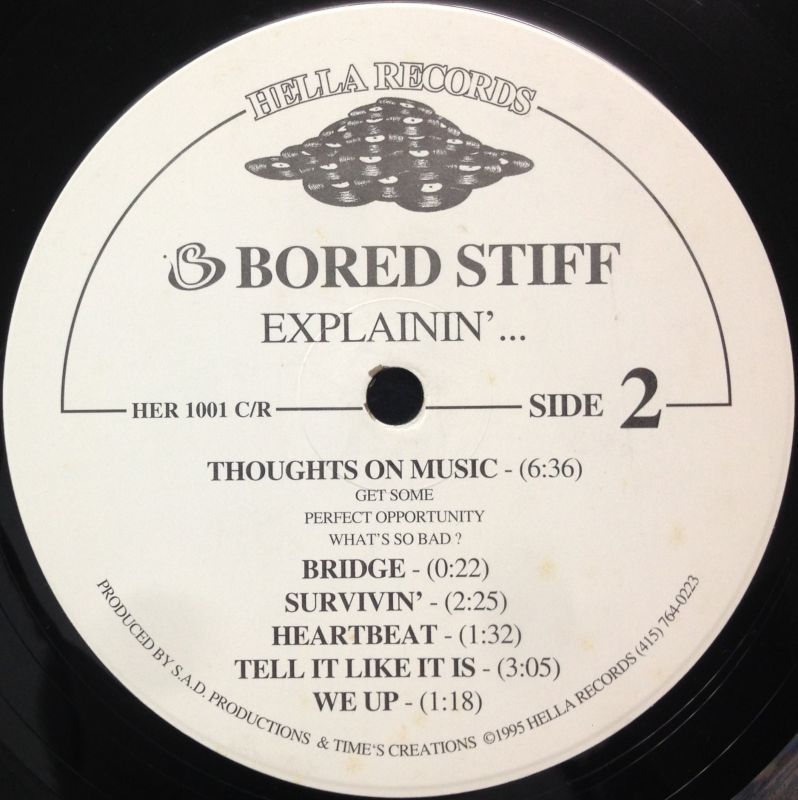 HELLA RECORDS
B BORED STIFF
EXPLAININ'...
HER 1001 C/R
SIDE 2
THOUGHTS ON MUSIC - (6:36)
GET SOME
PERFECT OPPORTUNITY
WHAT'S SO BAD ?
BRIDGE - (0:22)
SURVIVIN' - (2:25)
HEARTBEAT - (1:32)
TELL IT LIKE IT IS - (3:05)
WE UP - (1:18)
PRODUCED BY S.A.D. PRODUCTIONS & TIME'S CREATIONS ©1995 HELLA RECORDS (415) 764-0223